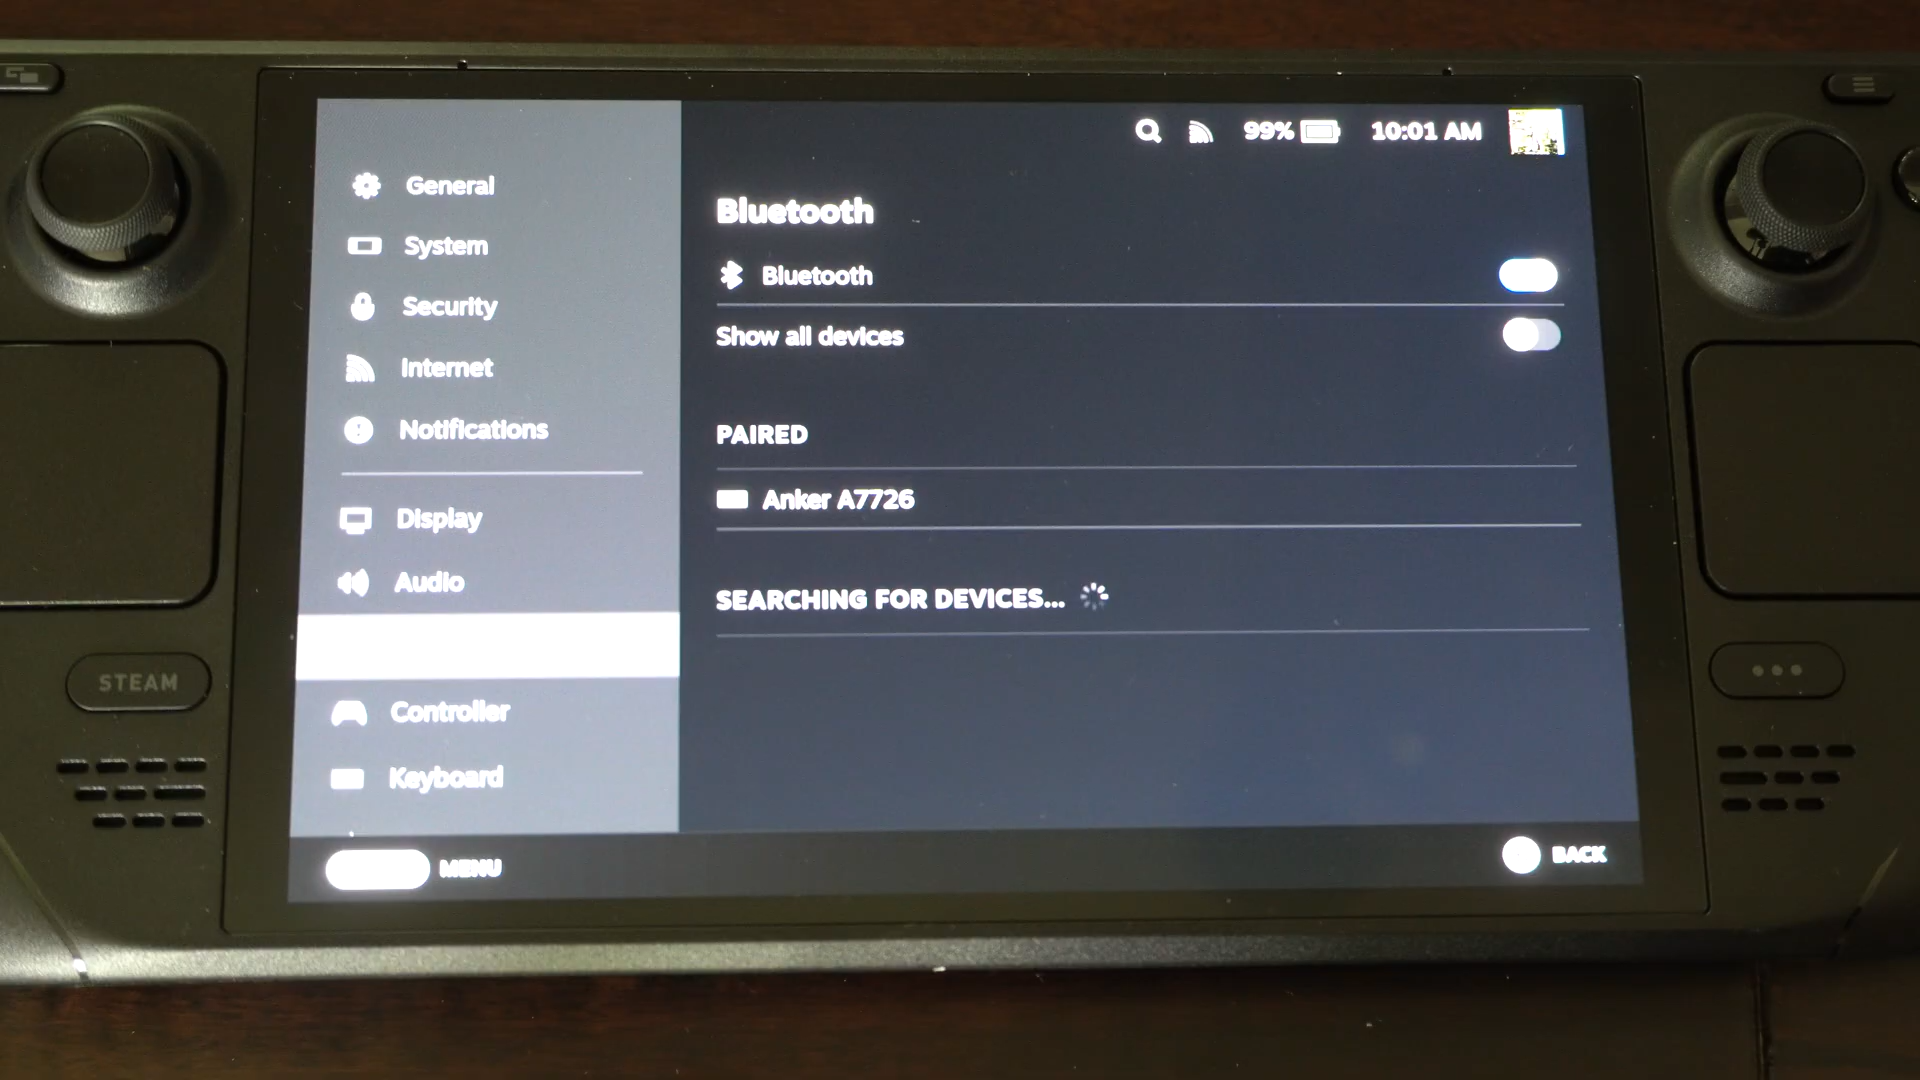 99% 10:01 AM
General
System
Security
Internet
Notifications
Display
Audio
Controller
Keyboard
Bluetooth
Bluetooth
Show all devices
PAIRED
Anker A7726
SEARCHING FOR DEVICES...
MENU
BACK
STEAM